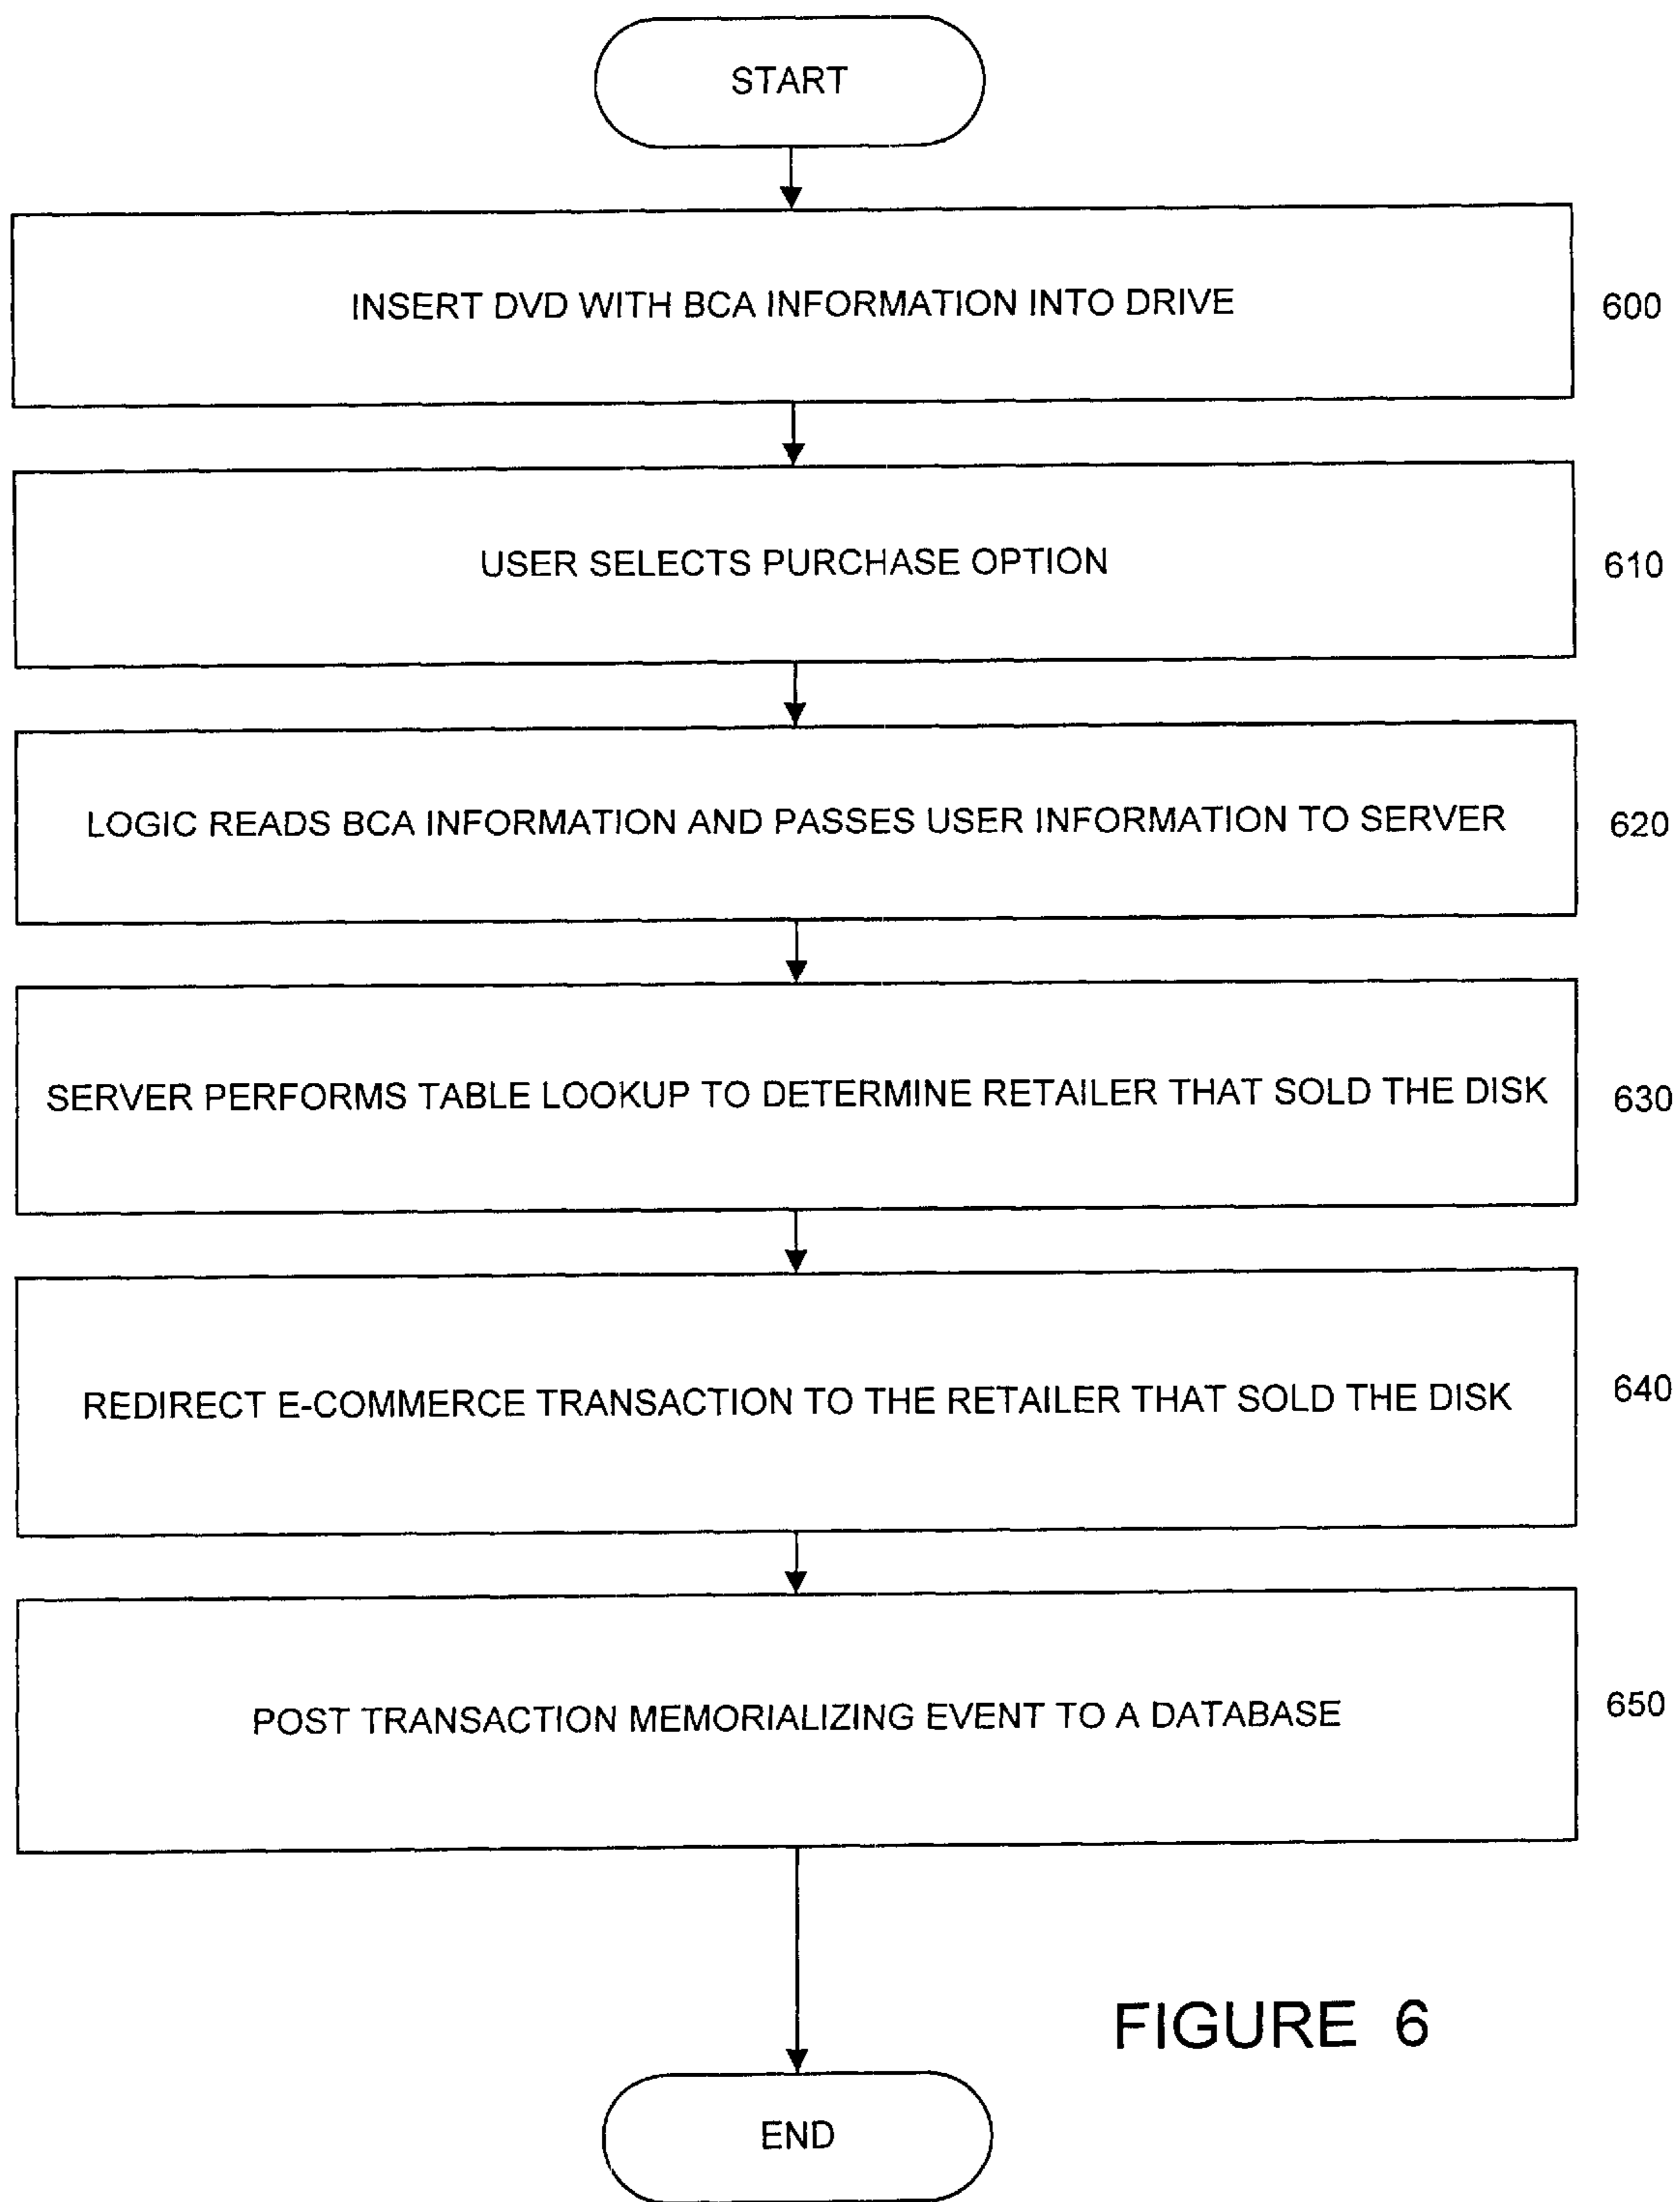 START
INSERT DVD WITH BCA INFORMATION INTO DRIVE
600
USER SELECTS PURCHASE OPTION
610
LOGIC READS BCA INFORMATION AND PASSES USER INFORMATION TO SERVER
620
SERVER PERFORMS TABLE LOOKUP TO DETERMINE RETAILER THAT SOLD THE DISK
630
REDIRECT E-COMMERCE TRANSACTION TO THE RETAILER THAT SOLD THE DISK
640
POST TRANSACTION MEMORIALIZING EVENT TO A DATABASE
650
FIGURE 6
END